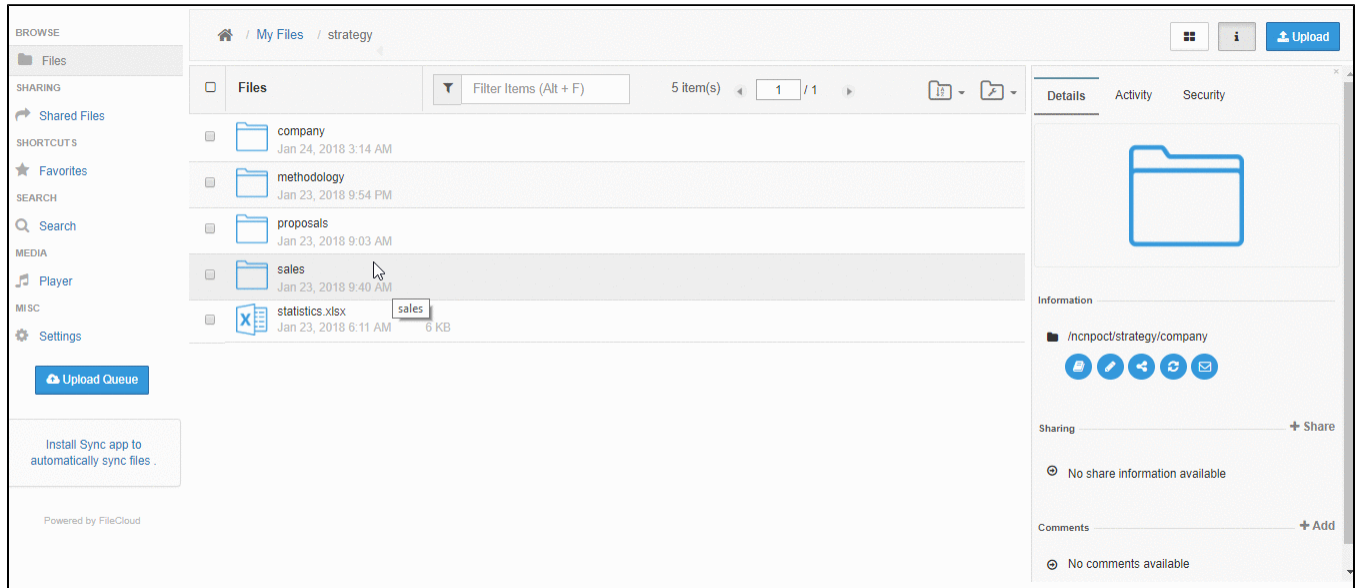 BROWSE
Files
SHARING
Shared Files
SHORTCUTS
Favorites
SEARCH
Search
MEDIA
Player
MISC
Settings
Upload Queue
Install Sync app to
automatically sync files .
Powered by FileCloud
/ My Files / strategy
i
Upload
Files
Filter Items (Alt + F)
5 item(s)
1 / 1
company
Jan 24, 2018 3:14 AM
methodology
Jan 23, 2018 9:54 PM
proposals
Jan 23, 2018 9:03 AM
sales
Jan 23, 2018 9:40 AM
sales
statistics.xlsx
Jan 23, 2018 6:11 AM 6 KB
Details Activity Security
Information
/ncnpoct/strategy/company
Sharing + Share
No share information available
Comments + Add
No comments available